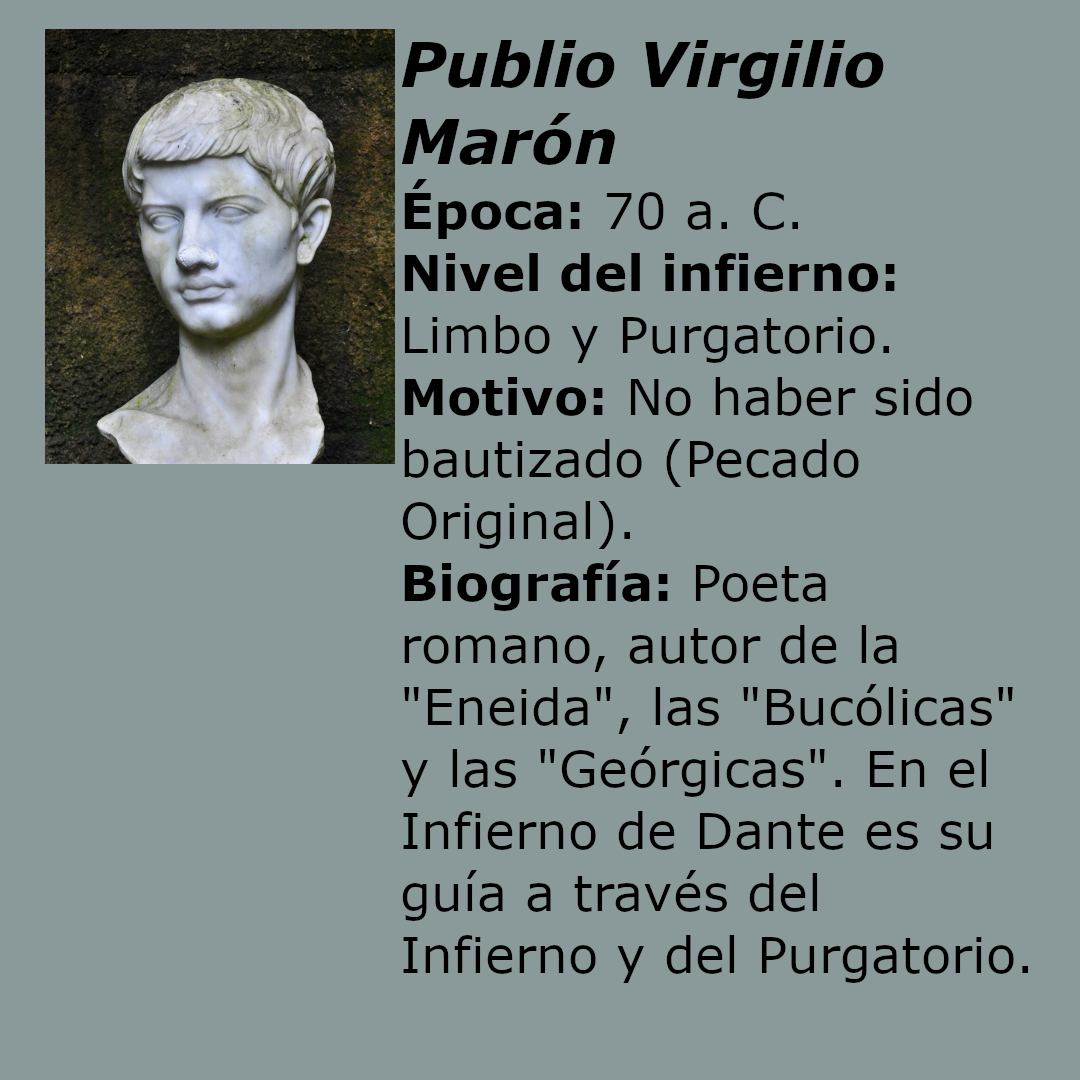 Publio Virgilio
Marón
Época: 70 a. C.
Nivel del infierno:
Limbo y Purgatorio.
Motivo: No haber sido
bautizado (Pecado
Original).
Biografía: Poeta
romano, autor de la
"Eneida", las "Bucólicas"
y las "Geórgicas". En el
Infierno de Dante es su
guía a través del
Infierno y del Purgatorio.